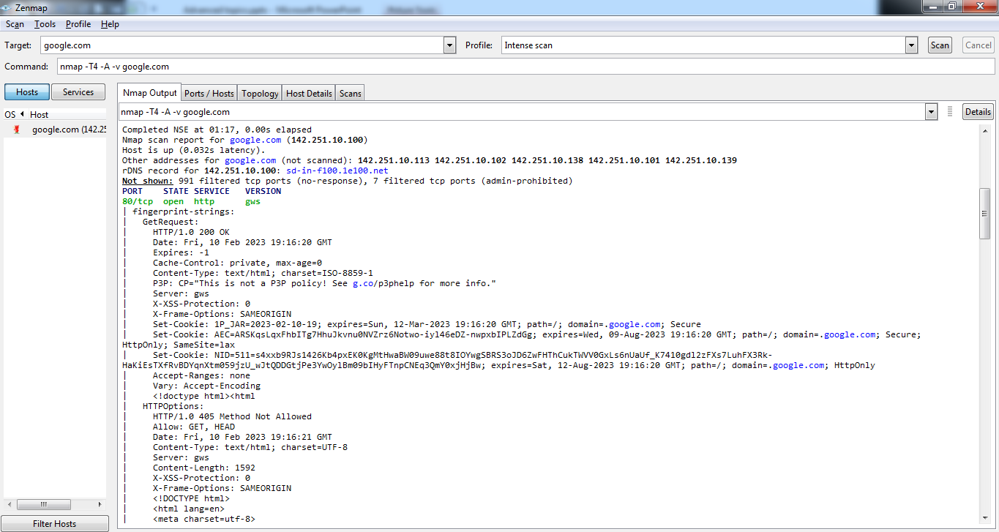 Zenmap
Scan Tools Profile Help
Target: google.com Profile: Intense scan Scan Cancel
Command: nmap -T4 -A -v google.com
Hosts Services
Nmap Output Ports / Hosts Topology Host Details Scans
OS Host
google.com (142.25
nmap -T4 -A -v google.com Details
Completed NSE at 01:17, 0.00s elapsed
Nmap scan report for google.com (142.251.10.100)
Host is up (0.032s latency).
Other addresses for google.com (not scanned): 142.251.10.113 142.251.10.102 142.251.10.138 142.251.10.101 142.251.10.139
rDNS record for 142.251.10.100: sd-in-f100.1e100.net
Not shown: 991 filtered tcp ports (no-response), 7 filtered tcp ports (admin-prohibited)
PORT STATE SERVICE VERSION
80/tcp open http gws
| fingerprint-strings:
| GetRequest:
| HTTP/1.0 200 OK
| Date: Fri, 10 Feb 2023 19:16:20 GMT
| Expires: -1
| Cache-Control: private, max-age=0
| Content-Type: text/html; charset=ISO-8859-1
| P3P: CP="This is not a P3P policy! See g.co/p3phelp for more info."
| Server: gws
| X-XSS-Protection: 0
| X-Frame-Options: SAMEORIGIN
| Set-Cookie: 1P_JAR=2023-02-10-19; expires=Sun, 12-Mar-2023 19:16:20 GMT; path=/; domain=.google.com; Secure
| Set-Cookie: AEC=ARSKqsLqxFhbITg7HhuJkvnu0NVZrz6Notwo-iyl46eDZ-nwpxbIPLZdGg; expires=Wed, 09-Aug-2023 19:16:20 GMT; path=/; domain=.google.com; Secure;
HttpOnly; SameSite=lax
| Set-Cookie: NID=511=s4xxb9RJs1426Kb4pxEK0KgMtHwaBW09uwe88t8IOYwgSBRS3oJD6ZwFHThCukTWVV0GxLs6nUaUf_K7410gdl2zFXs7LuhFX3Rk-
HaKiEsTXfRvBDYqnXtm059jzU_wJtQDDGtjPe3YwOylBm09bIHyFTnpCNEq3QmY0xjHjBw; expires=Sat, 12-Aug-2023 19:16:20 GMT; path=/; domain=.google.com; HttpOnly
| Accept-Ranges: none
| Vary: Accept-Encoding
| <!doctype html><html
| HTTPOptions:
| HTTP/1.0 405 Method Not Allowed
| Allow: GET, HEAD
| Date: Fri, 10 Feb 2023 19:16:21 GMT
| Content-Type: text/html; charset=UTF-8
| Server: gws
| Content-Length: 1592
| X-XSS-Protection: 0
| X-Frame-Options: SAMEORIGIN
| <!DOCTYPE html>
| <html lang=en>
| <meta charset=utf-8>
Filter Hosts